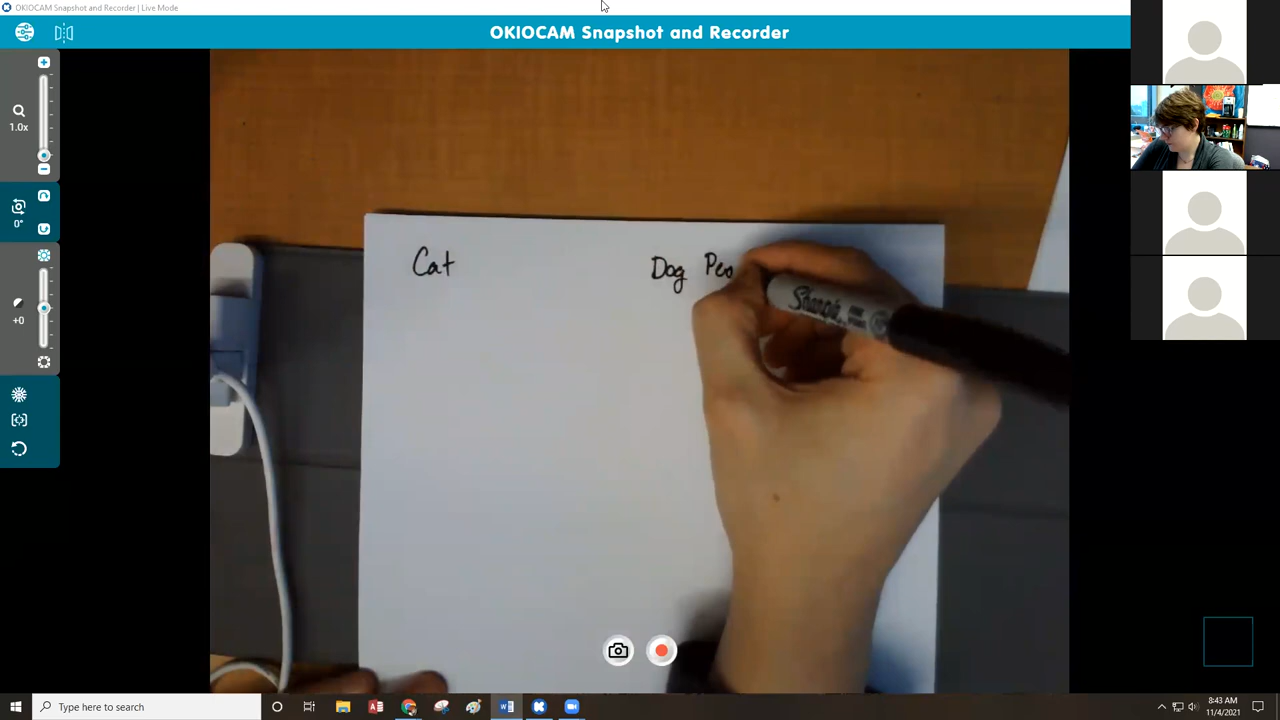 OKIOCAM Snapshot and Recorder | Live Mode
OKIOCAM Snapshot and Recorder
1.0x
0°
+0
Cat
Dog Peo
Sharpie
Type here to search
8:43 AM
11/4/2021